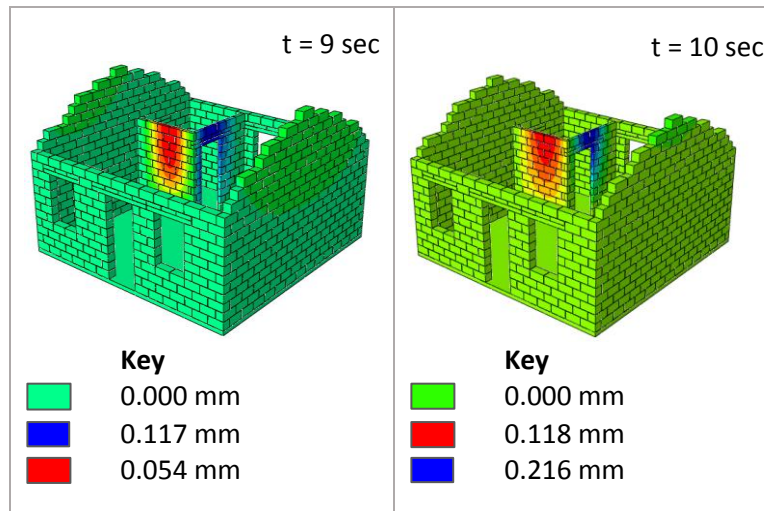 t = 9 sec
Key
0.000 mm
0.117 mm
0.054 mm
t = 10 sec
Key
0.000 mm
0.118 mm
0.216 mm